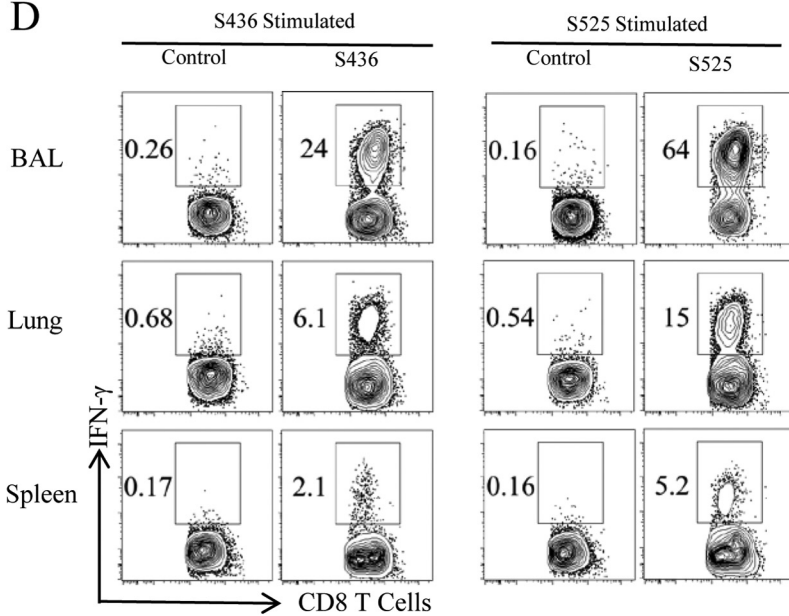 D
S436 Stimulated
S525 Stimulated
Control
S436
Control
S525
BAL
0.26
24
0.16
64
Lung
0.68
6.1
0.54
15
IFN-γ
Spleen
0.17
2.1
0.16
5.2
CD8 T Cells